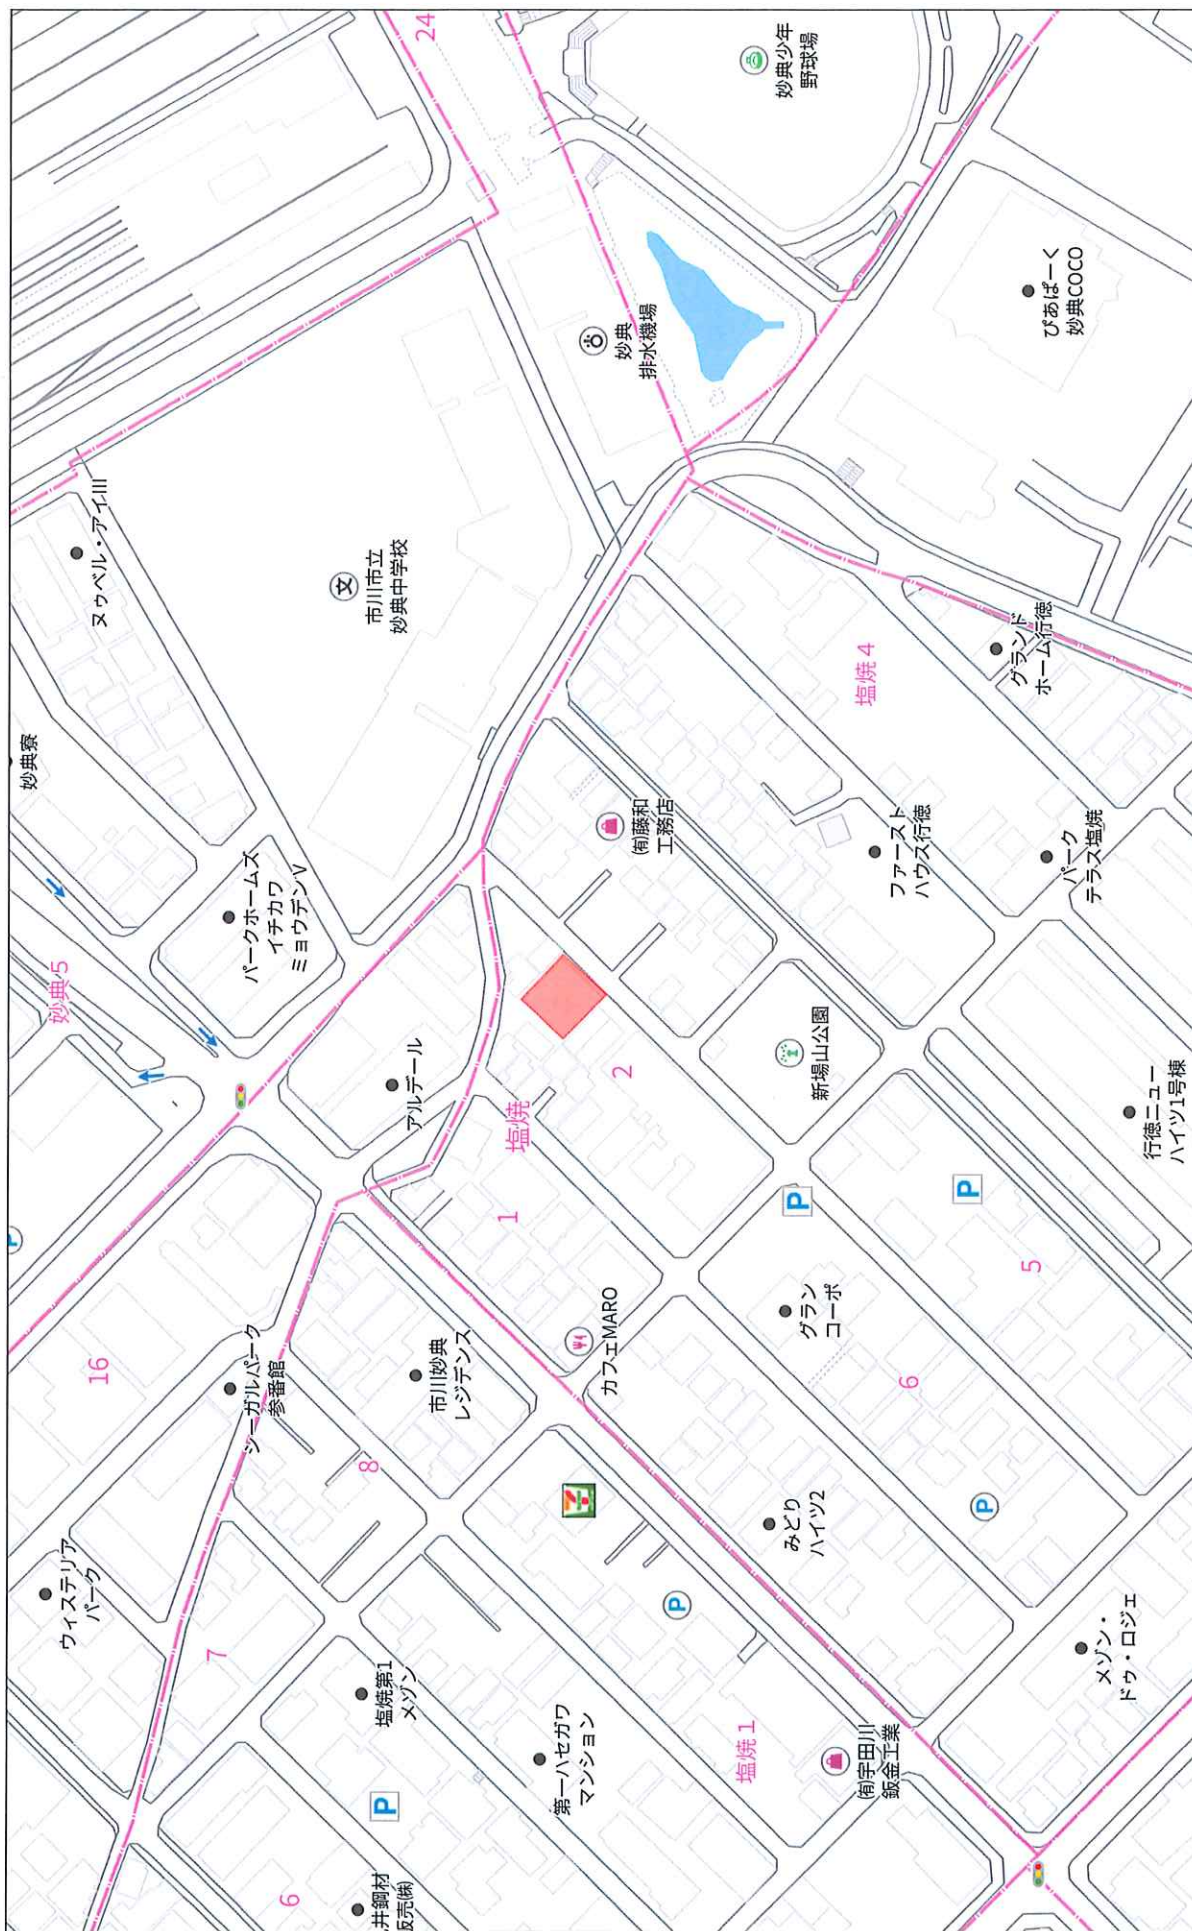 24
妙典少年
野球場
ぴあぱーく
妙典COCO
妙典
排水機場
ヌゥベル・アイ川
市川市立
妙典中学校
塩焼4
グランド
ホーム行徳
妙典寮
パークホームズ
イチカワ
ミョウデンⅤ
(有)藤和
工務店
ファースト
ハウス行徳
パーク
テラス塩焼
妙典5
アルデール
塩焼
2
新場山公園
行徳ニュー
ハイツ1号棟
1
P
P
5
P
16
シーガルパーク
参番館
市川妙典
レジデンス
カフェMARO
グラン
コーポ
6
8
7
みどり
ハイツ2
P
P
ウィステリア
パーク
7
塩焼第1
メゾン
第一ハセガワ
マンション
塩焼1
(有)宇田川
鈑金工業
メゾン・
ドゥ・ロジェ
P
6
井鋼材
販売(株)